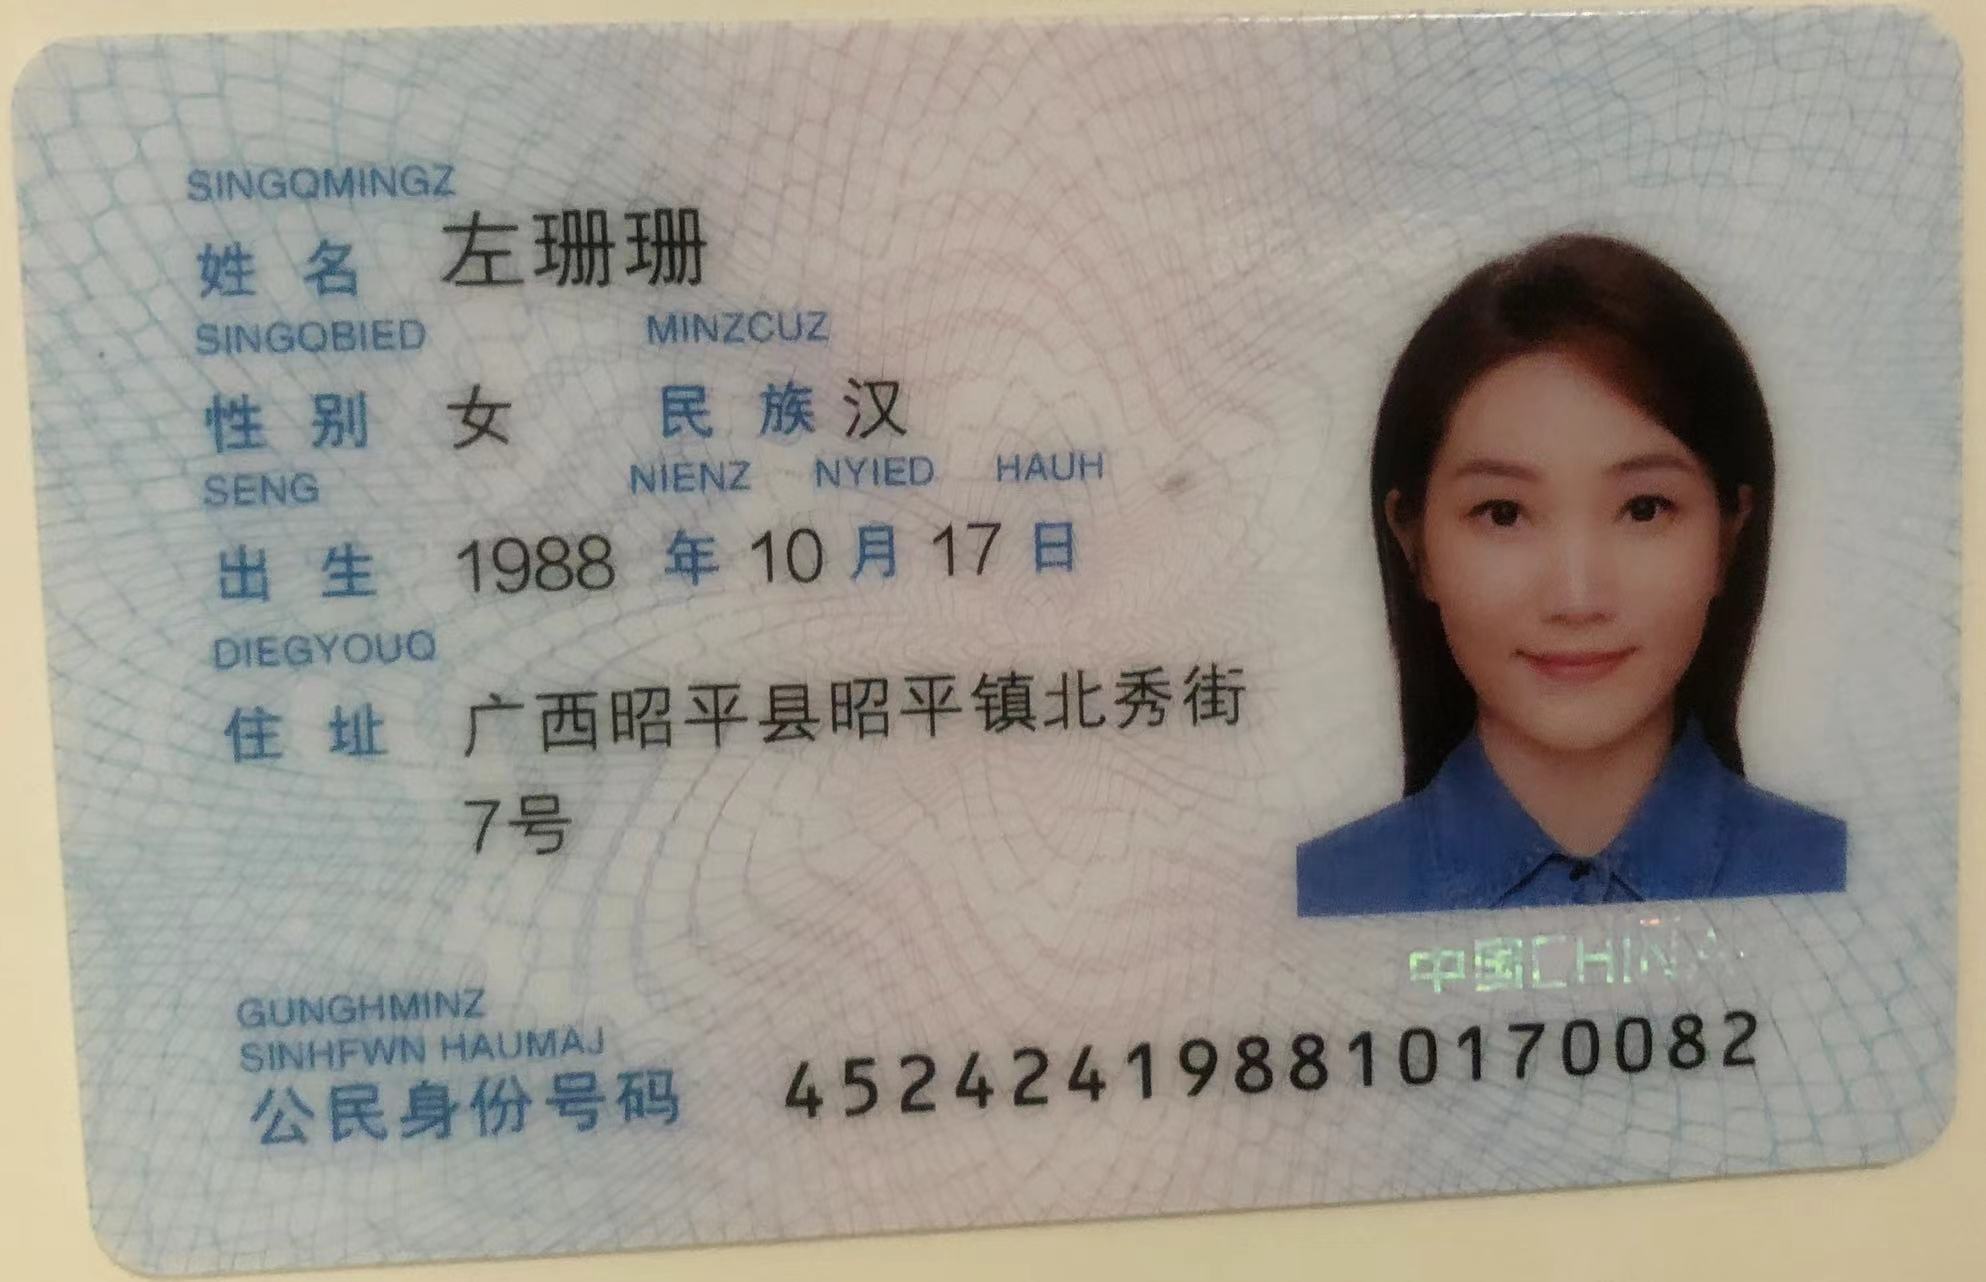 SINGQMINGZ
姓 名 左珊珊
SINGQBIED MINZCUZ
性 别 女 民 族 汉
SENG NIENZ NYIED HAUH
出 生 1988 年 10 月 17 日
DIEGYOUQ
住 址 广西昭平县昭平镇北秀街
7号
中国CHINA
GUNGHMINZ
SINHFWN HAUMAJ
公民身份号码 452424198810170082